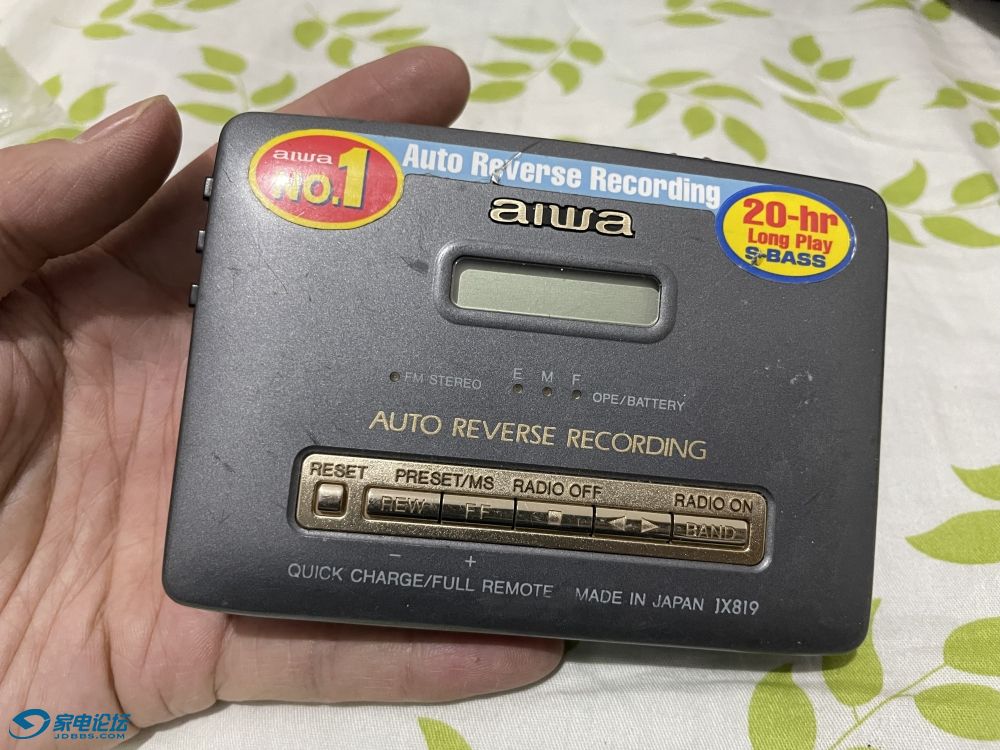 aiwa
NO.1
Auto Reverse Recording
20-hr
Long Play
S-BASS
aiwa
FM STEREO
E M F
OPE/BATTERY
AUTO REVERSE RECORDING
RESET PRESET/MS RADIO OFF RADIO ON
REW FF BAND
− +
QUICK CHARGE/FULL REMOTE MADE IN JAPAN JX819
家电论坛
JDBBS.COM